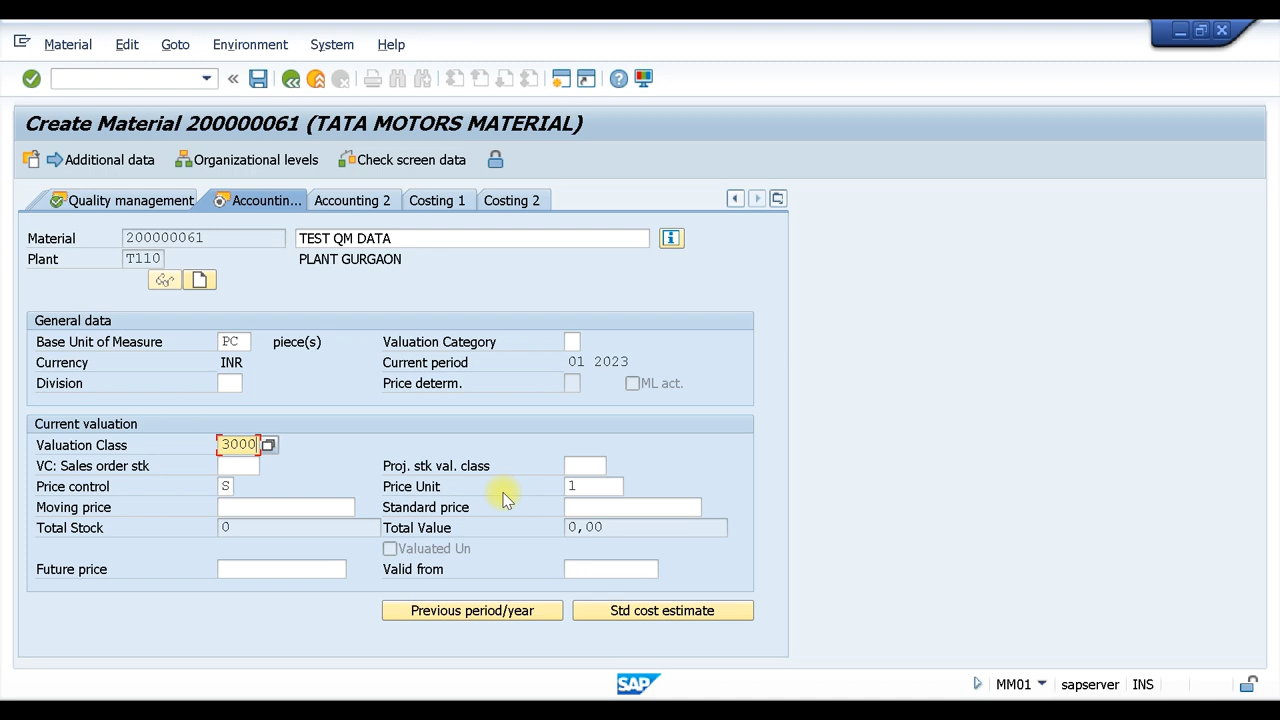 Material Edit Goto Environment System Help
Create Material 200000061 (TATA MOTORS MATERIAL)
Additional data Organizational levels Check screen data
Quality management Accountin... Accounting 2 Costing 1 Costing 2
Material 200000061 TEST QM DATA
Plant T110 PLANT GURGAON
General data
Base Unit of Measure PC piece(s) Valuation Category
Currency INR Current period 01 2023
Division Price determ. ML act.
Current valuation
Valuation Class 3000
VC: Sales order stk Proj. stk val. class
Price control S Price Unit 1
Moving price Standard price
Total Stock 0 Total Value 0,00
Valuated Un
Future price Valid from
Previous period/year Std cost estimate
SAP MM01 sapserver INS